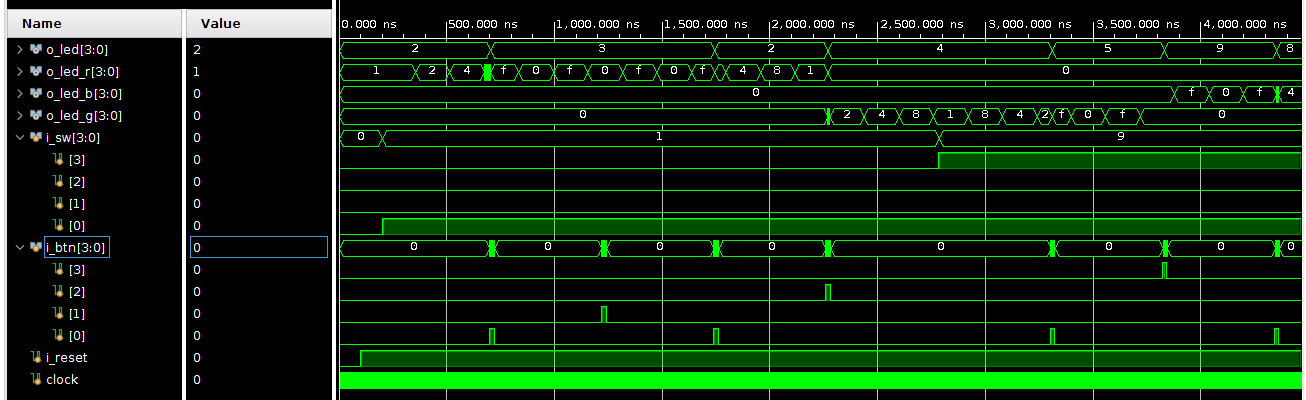 Name Value 0.000 ns 500.000 ns 1,000.000 ns 1,500.000 ns 2,000.000 ns 2,500.000 ns 3,000.000 ns 3,500.000 ns 4,000.000 ns
o_led[3:0] 2 2 3 2 4 5 9 8
o_led_r[3:0] 1 1 2 4 f 0 f 0 f 0 f 4 8 1 0
o_led_b[3:0] 0 0 f 0 f 4
o_led_g[3:0] 0 0 2 4 8 1 8 4 2 f 0 f 0
i_sw[3:0] 0 0 1 9
[3] 0
[2] 0
[1] 0
[0] 0
i_btn[3:0] 0 0 0 0 0 0 0 0 0
[3] 0
[2] 0
[1] 0
[0] 0
i_reset 0
clock 0